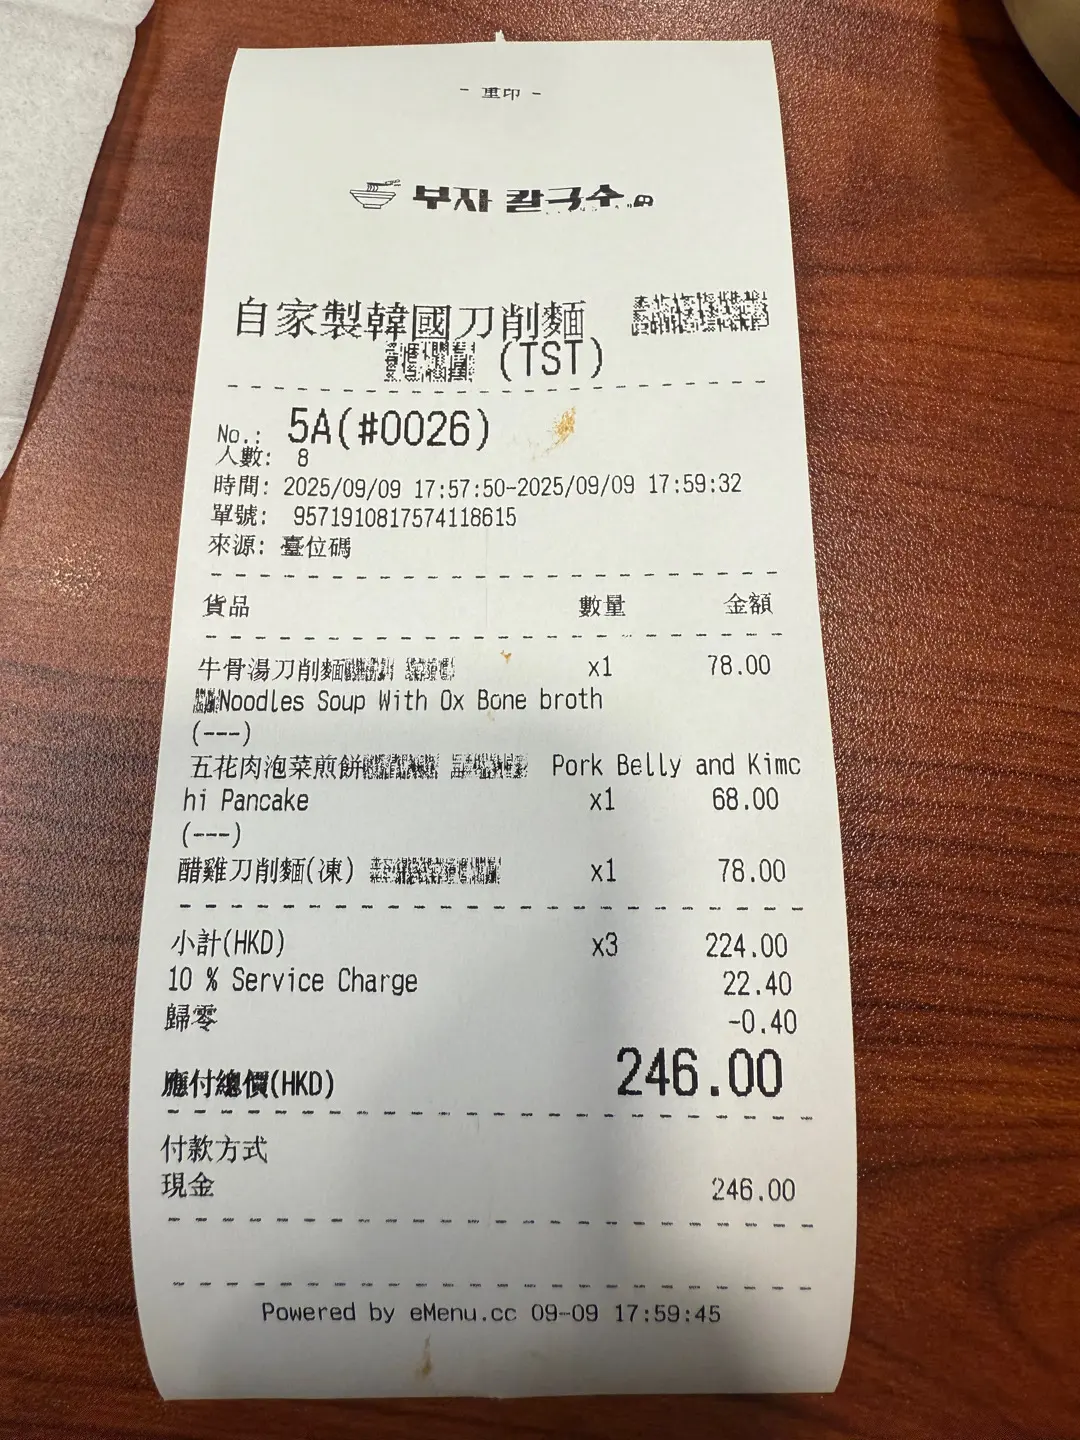 - 重印 -
부자 칼국수
自家製韓國刀削麵
(TST)
No.: 5A(#0026)
人數: 8
時間: 2025/09/09 17:57:50-2025/09/09 17:59:32
單號: 9571910817574118615
來源: 臺位碼
貨品 數量 金額
牛骨湯刀削麵 x1 78.00
Noodles Soup With Ox Bone broth
(---)
五花肉泡菜煎餅 Pork Belly and Kimc
hi Pancake x1 68.00
(---)
醋雞刀削麵(凍) x1 78.00
小計(HKD) x3 224.00
10 % Service Charge 22.40
歸零 -0.40
應付總價(HKD) 246.00
付款方式
現金 246.00
Powered by eMenu.cc 09-09 17:59:45